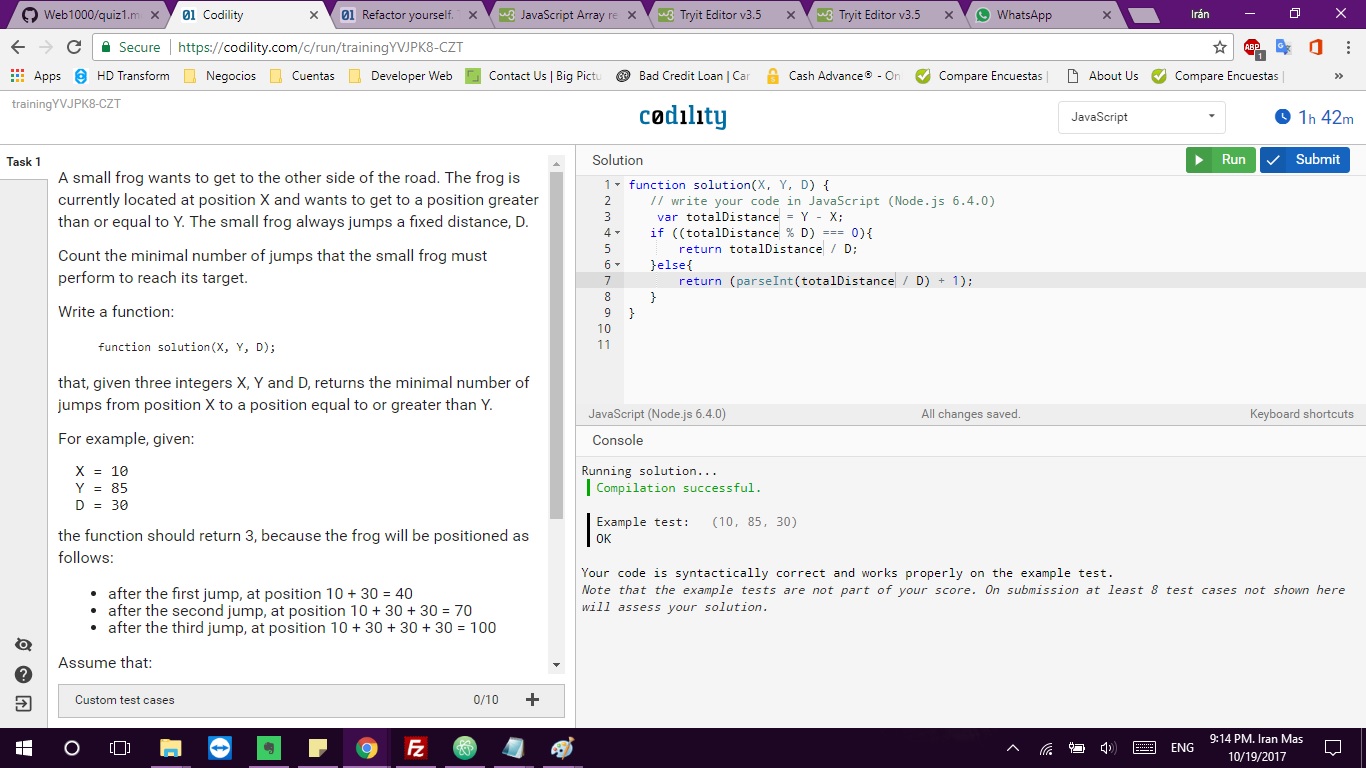 Web1000/quiz1.m
Codility
Refactor yourself.
JavaScript Array re
Tryit Editor v3.5
Tryit Editor v3.5
WhatsApp
Irán
Secure | https://codility.com/c/run/trainingYVJPK8-CZT
ABP
1
Apps
HD Transform
Negocios
Cuentas
Developer Web
Contact Us | Big Pictu
Bad Credit Loan | Car
Cash Advance® - On
Compare Encuestas |
About Us
Compare Encuestas |
»
trainingYVJPK8-CZT
codility
JavaScript
1h 42m
Task 1
A small frog wants to get to the other side of the road. The frog is
currently located at position X and wants to get to a position greater
than or equal to Y. The small frog always jumps a fixed distance, D.
Count the minimal number of jumps that the small frog must
perform to reach its target.
Write a function:
function solution(X, Y, D);
that, given three integers X, Y and D, returns the minimal number of
jumps from position X to a position equal to or greater than Y.
For example, given:
X = 10
Y = 85
D = 30
the function should return 3, because the frog will be positioned as
follows:
• after the first jump, at position 10 + 30 = 40
• after the second jump, at position 10 + 30 + 30 = 70
• after the third jump, at position 10 + 30 + 30 + 30 = 100
Assume that:
Custom test cases 0/10 +
Solution
Run
Submit
1 function solution(X, Y, D) {
2 // write your code in JavaScript (Node.js 6.4.0)
3 var totalDistance = Y - X;
4 if ((totalDistance % D) === 0){
5 return totalDistance / D;
6 }else{
7 return (parseInt(totalDistance / D) + 1);
8 }
9 }
10
11
JavaScript (Node.js 6.4.0) All changes saved. Keyboard shortcuts
Console
Running solution...
Compilation successful.
Example test: (10, 85, 30)
OK
Your code is syntactically correct and works properly on the example test.
Note that the example tests are not part of your score. On submission at least 8 test cases not shown here
will assess your solution.
ENG
9:14 PM. Iran Mas
10/19/2017